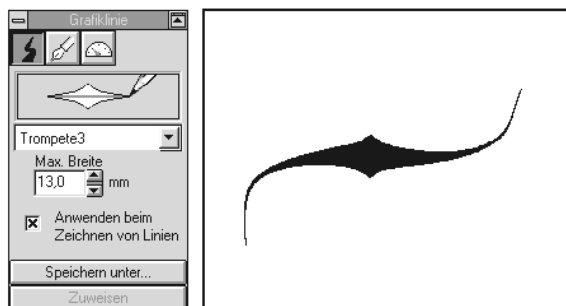 Grafiklinie
Trompete3
Max. Breite
13,0 mm
Anwenden beim
Zeichnen von Linien
Speichern unter...
Zuweisen